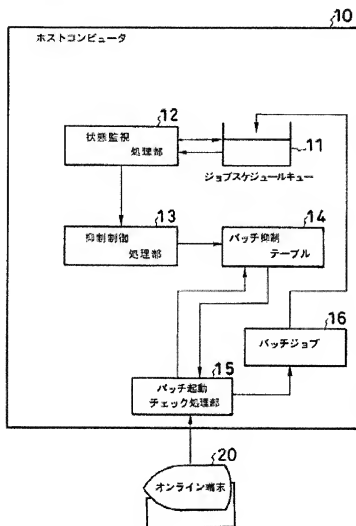 10
ホストコンピュータ
12
状態監視
処理部
11
ジョブスケジュールキュー
13
抑制制御
処理部
14
バッチ抑制
テーブル
16
バッチジョブ
15
バッチ起動
チェック処理部
20
オンライン端末